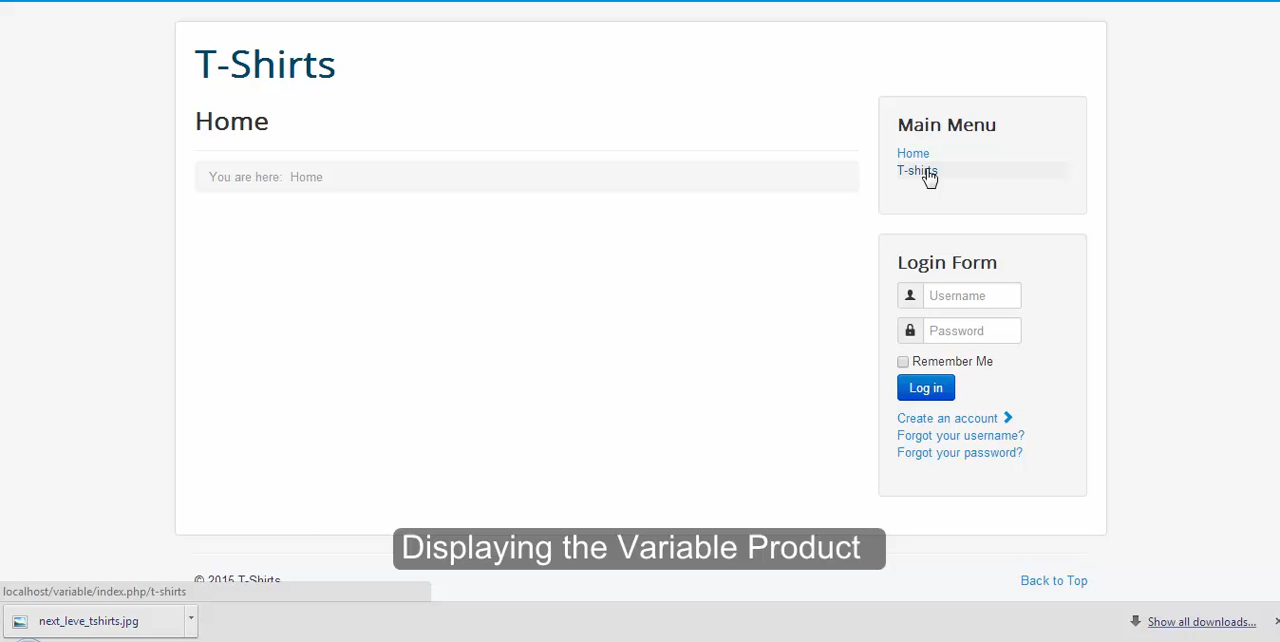 T-Shirts
Home
You are here: Home
Main Menu
Home
T-shirts
Login Form
Username
Password
Remember Me
Log in
Create an account
Forgot your username?
Forgot your password?
Displaying the Variable Product
© 2015 T-Shirts
Back to Top
localhost/variable/index.php/t-shirts
next_leve_tshirts.jpg
Show all downloads...